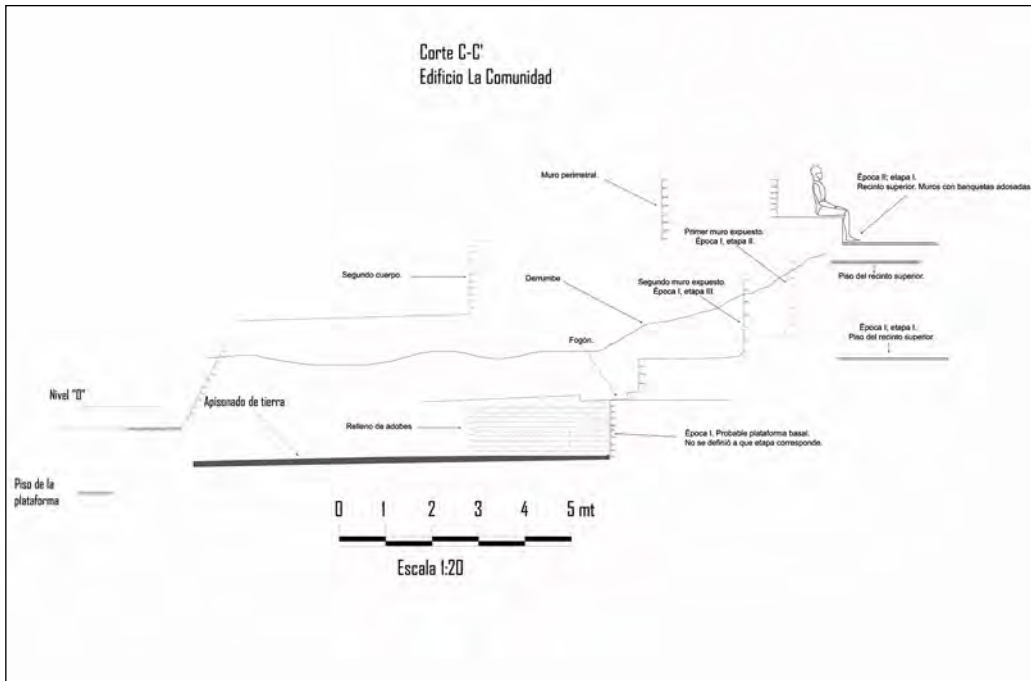 Corte C-C'
Edificio La Comunidad
Muro perimetral.
Época II; etapa I.
Recinto superior. Muros con banquetas adosadas.
Primer muro expuesto.
Época I, etapa II.
Segundo cuerpo.
Derrumbe
Segundo muro expuesto.
Época I, etapa III.
Piso del recinto superior.
Fogón.
Época I; etapa I.
Piso del recinto superior
Nivel "0"
Apisonado de tierra
Relleno de adobes
Época I. Probable plataforma basal.
No se definió a que etapa corresponde.
Piso de la
plataforma
0 1 2 3 4 5 mt
Escala 1:20